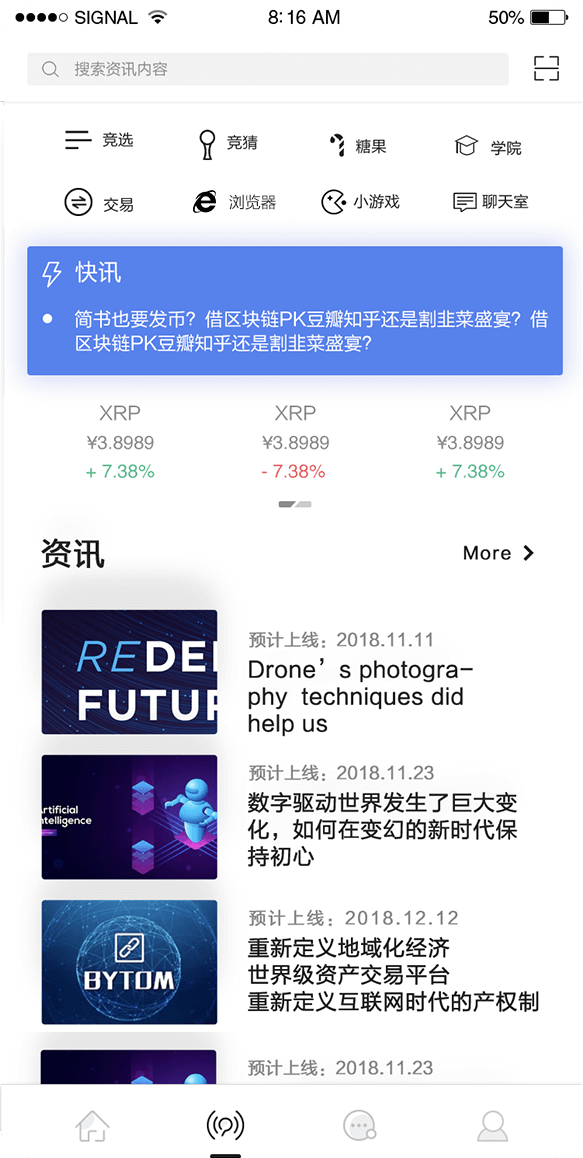 SIGNAL 8:16 AM 50%
搜索资讯内容
竞选 竞猜 糖果 学院
交易 浏览器 小游戏 聊天室
快讯
简书也要发币？借区块链PK豆瓣知乎还是割韭菜盛宴？借
区块链PK豆瓣知乎还是割韭菜盛宴?
XRP XRP XRP
¥3.8989 ¥3.8989 ¥3.8989
+ 7.38% - 7.38% + 7.38%
资讯 More
REDE
FUTUR
预计上线：2018.11.11
Drone’s photogra-
phy techniques did
help us
rtificial
ntelligence
预计上线：2018.11.23
数字驱动世界发生了巨大变
化，如何在变幻的新时代保
持初心
BYTOM
预计上线：2018.12.12
重新定义地域化经济
世界级资产交易平台
重新定义互联网时代的产权制
预计上线：2018.11.23